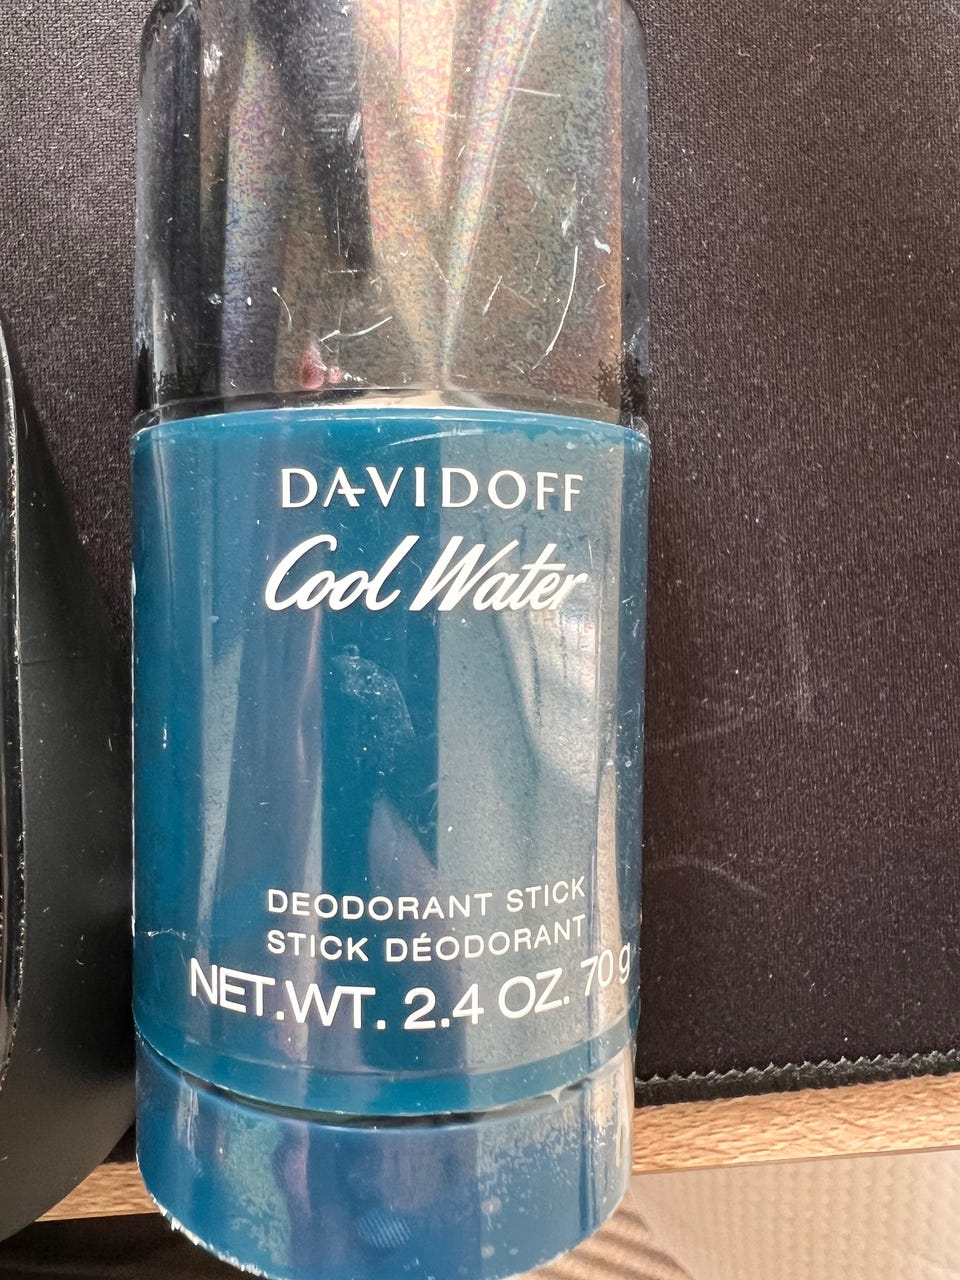 DAVIDOFF
Cool Water
DEODORANT STICK
STICK DÉODORANT
NET.WT. 2.4 OZ. 70 g